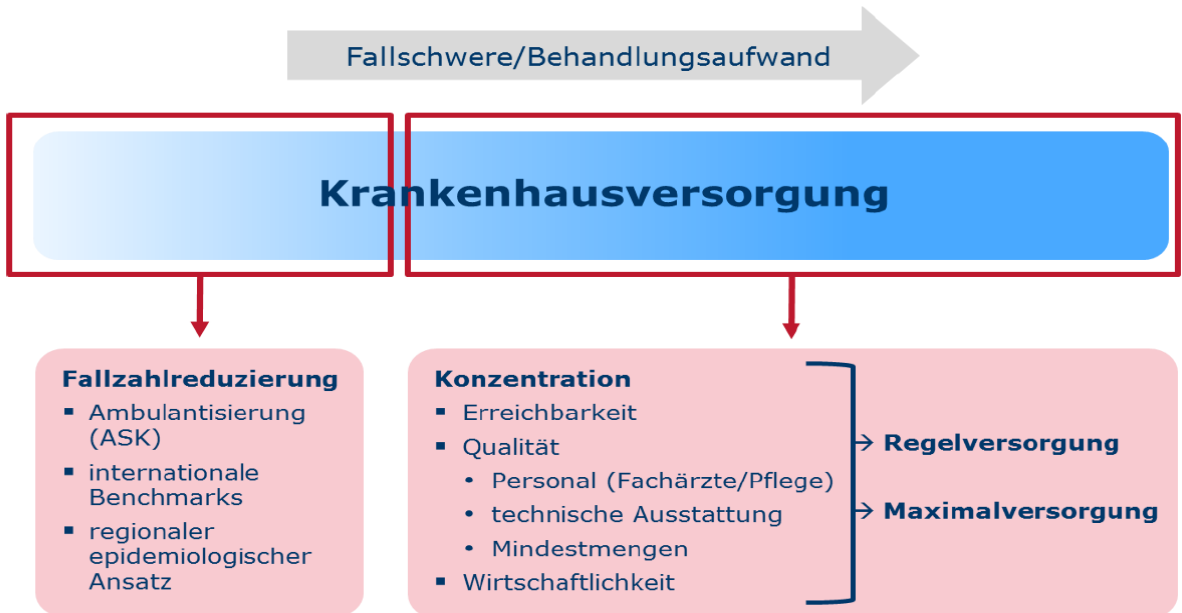 Fallschwere/Behandlungsaufwand
Krankenhausversorgung
Fallzahlreduzierung
▪ Ambulantisierung
(ASK)
▪ internationale
Benchmarks
▪ regionaler
epidemiologischer
Ansatz
Konzentration
▪ Erreichbarkeit
▪ Qualität
• Personal (Fachärzte/Pflege)
• technische Ausstattung
• Mindestmengen
▪ Wirtschaftlichkeit
→ Regelversorgung
→ Maximalversorgung